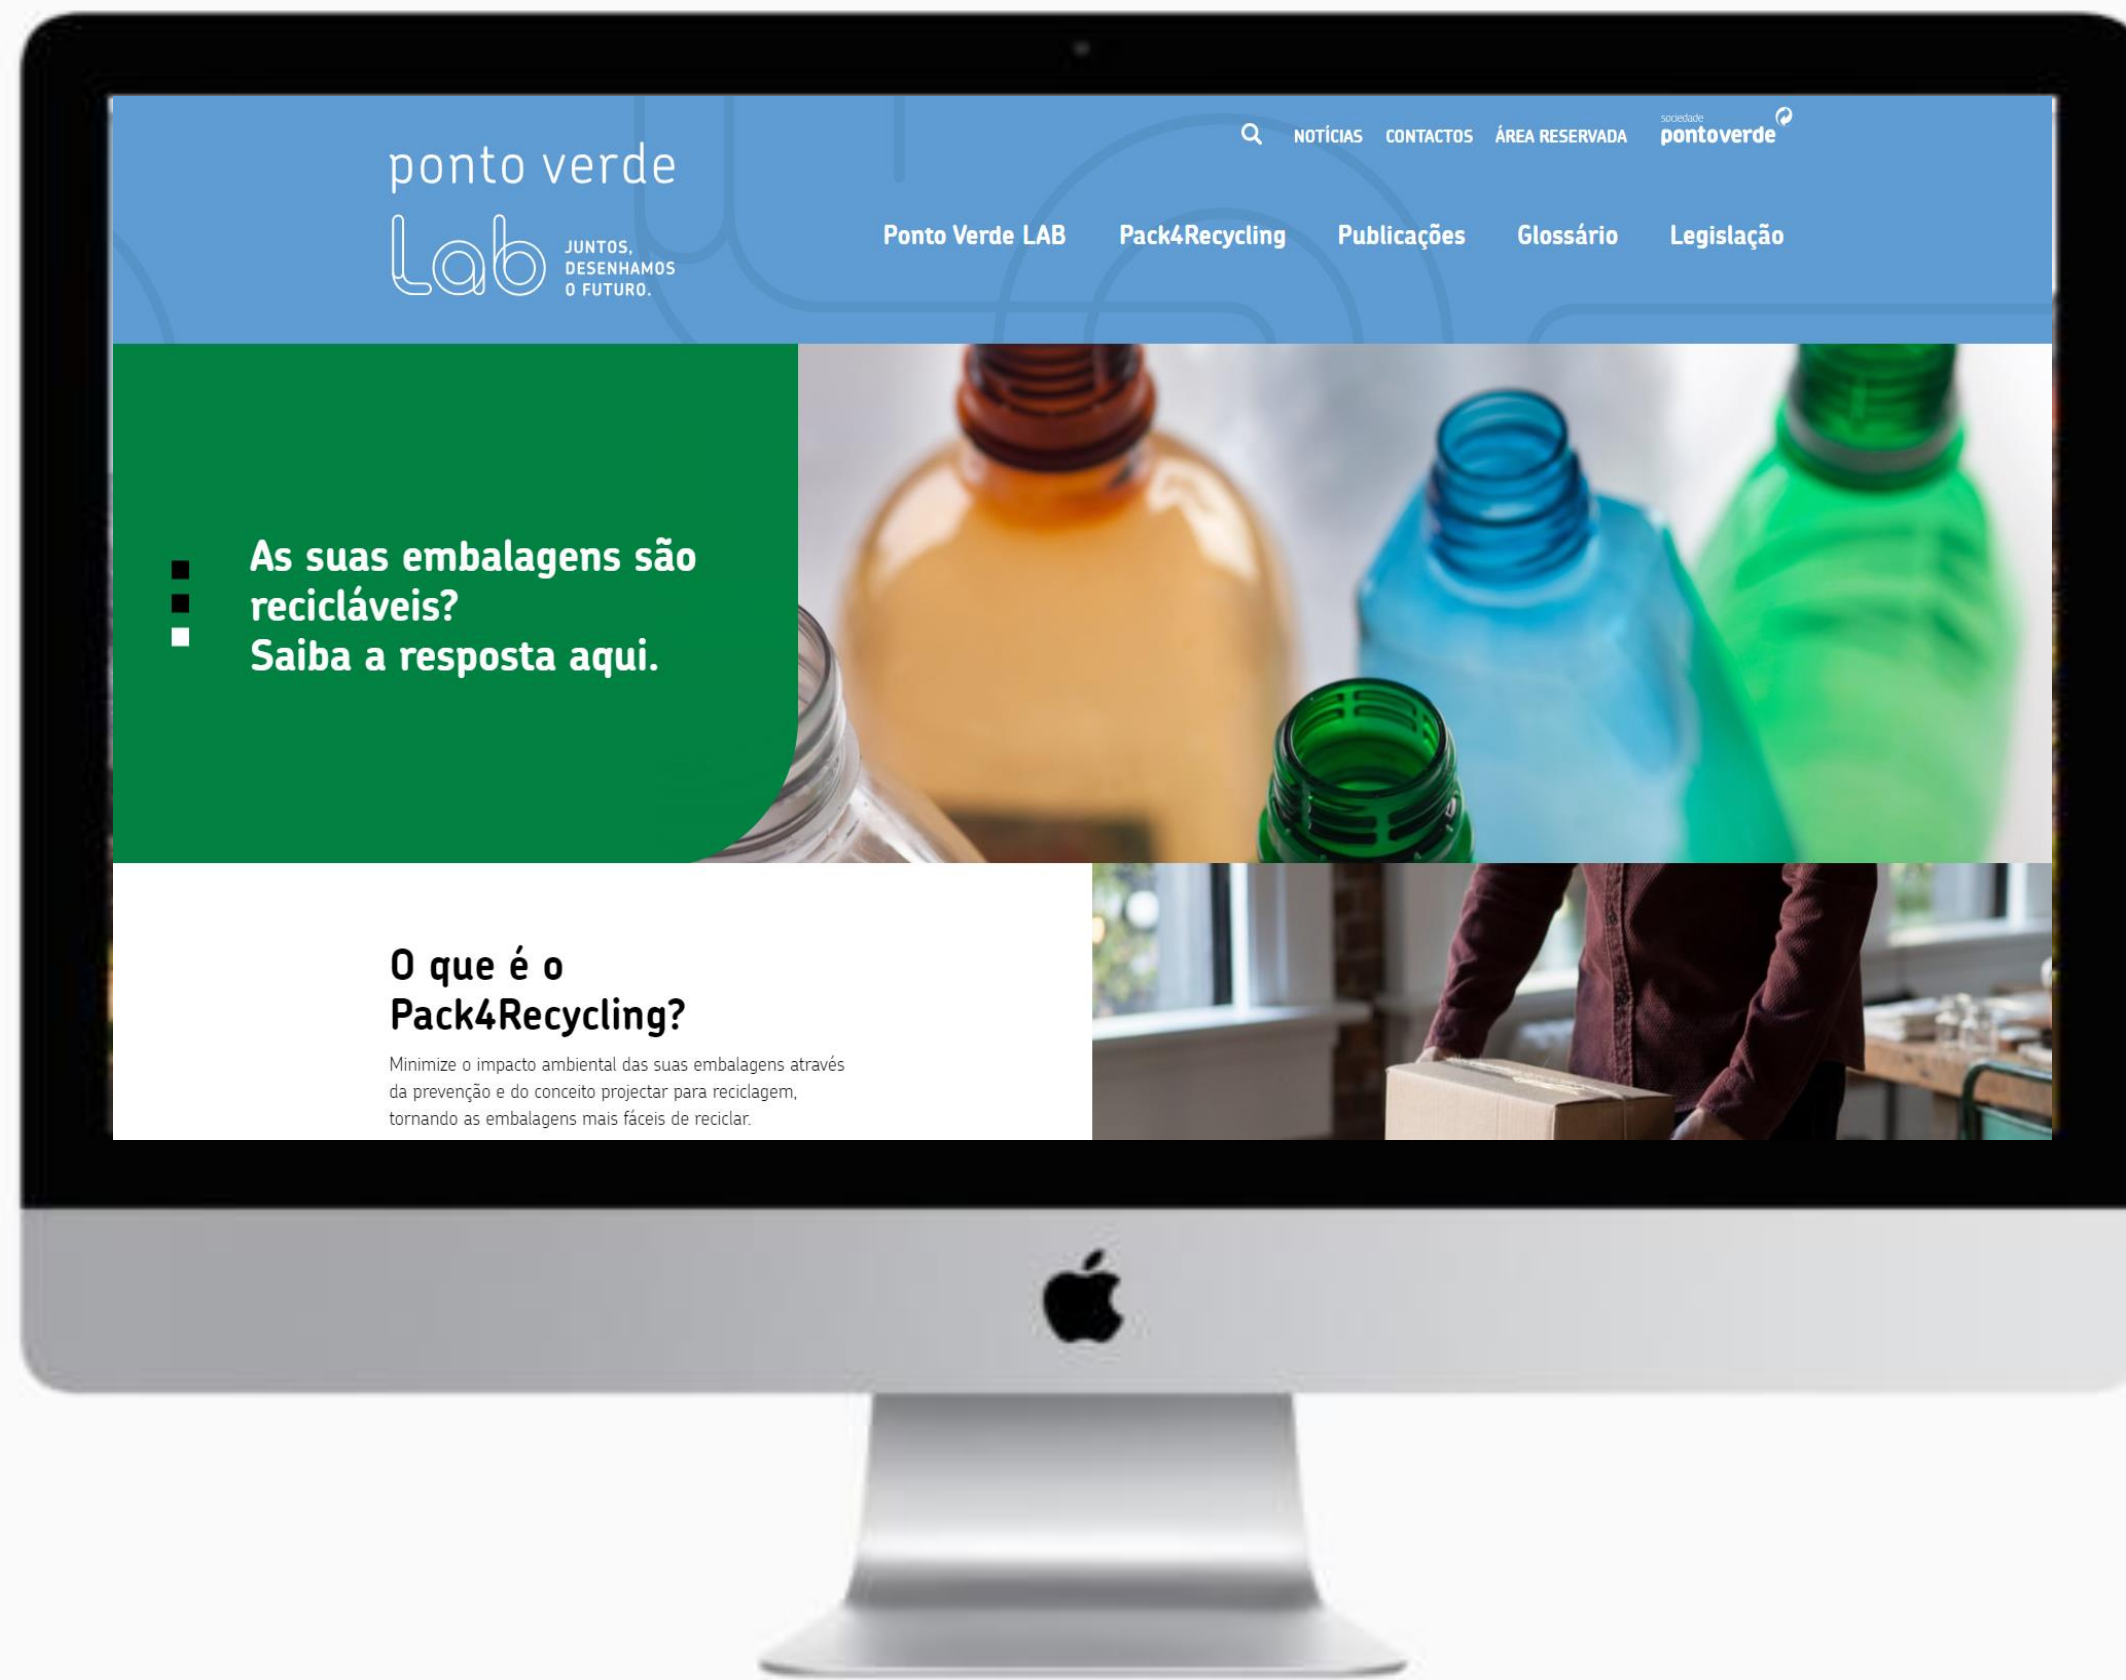 NOTÍCIAS CONTACTOS ÁREA RESERVADA
sociedade
pontoverde
ponto verde
Lab
JUNTOS,
DESENHAMOS
O FUTURO.
Ponto Verde LAB Pack4Recycling Publicações Glossário Legislação
As suas embalagens são
recicláveis?
Saiba a resposta aqui.
O que é o
Pack4Recycling?
Minimize o impacto ambiental das suas embalagens através
da prevenção e do conceito projectar para reciclagem,
tornando as embalagens mais fáceis de reciclar.